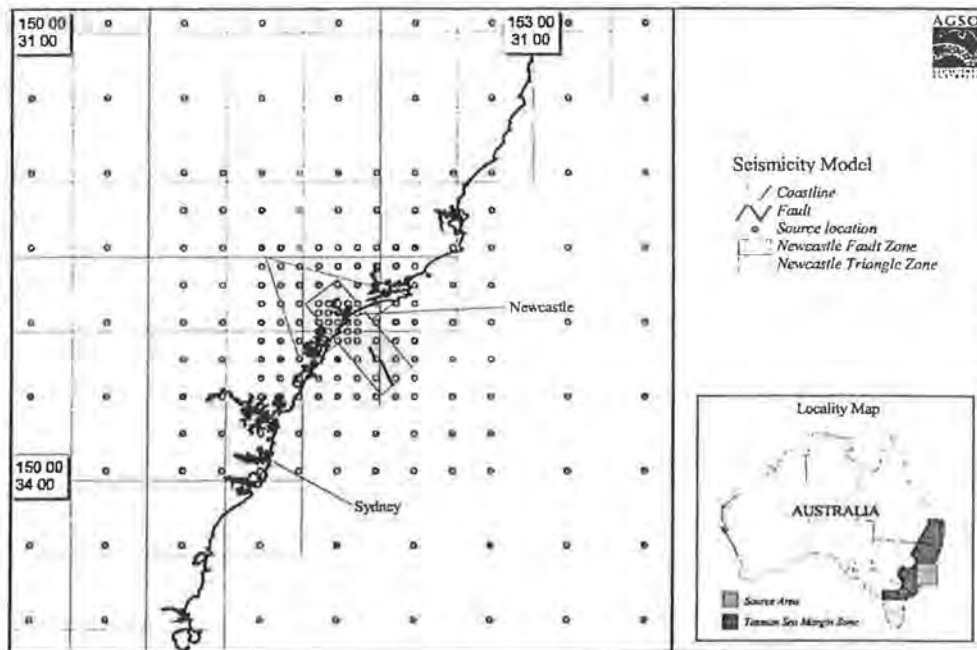 150 00
31 00
153 00
31 00
AGSO
Seismicity Model
Coastline
Fault
Source location
Newcastle Fault Zone
Newcastle Triangle Zone
Newcastle
150 00
34 00
Sydney
Locality Map
AUSTRALIA
Source Area
Tasman Sea Margin Zone